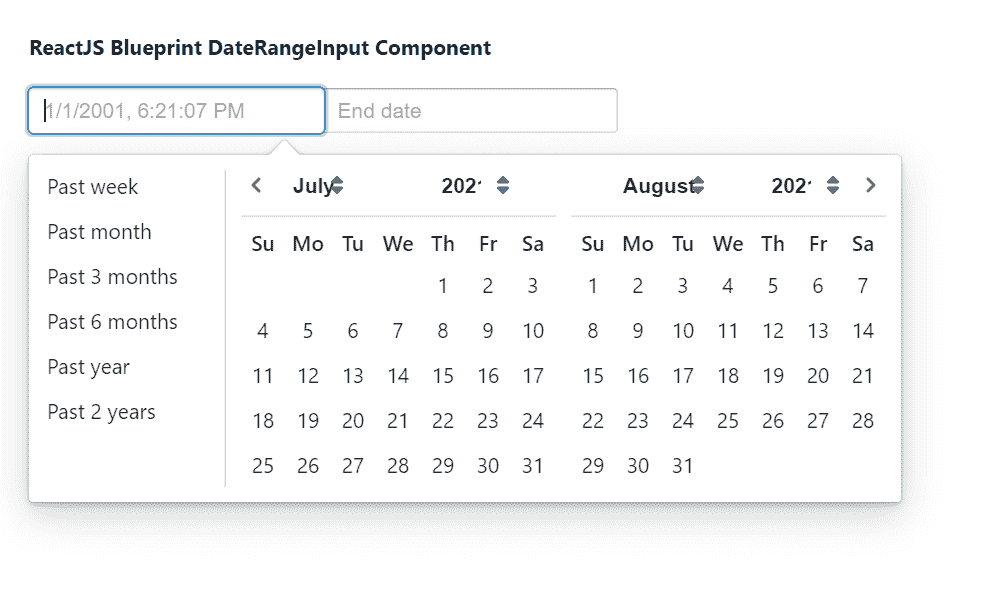 ReactJS Blueprint DateRangeInput Component
1/1/2001, 6:21:07 PM End date
Past week
Past month
Past 3 months
Past 6 months
Past year
Past 2 years
July 2021
Su Mo Tu We Th Fr Sa
1 2 3
4 5 6 7 8 9 10
11 12 13 14 15 16 17
18 19 20 21 22 23 24
25 26 27 28 29 30 31
August 2021
Su Mo Tu We Th Fr Sa
1 2 3 4 5 6 7
8 9 10 11 12 13 14
15 16 17 18 19 20 21
22 23 24 25 26 27 28
29 30 31